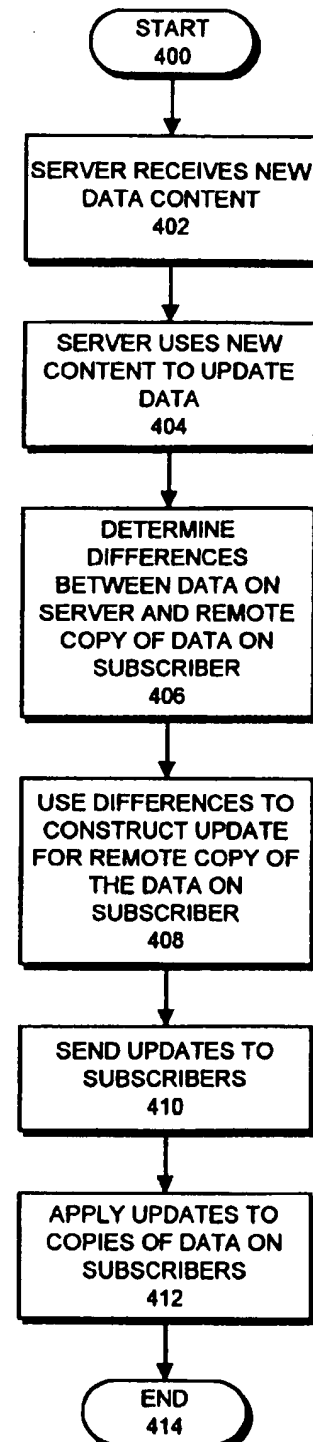 START
400
SERVER RECEIVES NEW
DATA CONTENT
402
SERVER USES NEW
CONTENT TO UPDATE
DATA
404
DETERMINE
DIFFERENCES
BETWEEN DATA ON
SERVER AND REMOTE
COPY OF DATA ON
SUBSCRIBER
406
USE DIFFERENCES TO
CONSTRUCT UPDATE
FOR REMOTE COPY OF
THE DATA ON
SUBSCRIBER
408
SEND UPDATES TO
SUBSCRIBERS
410
APPLY UPDATES TO
COPIES OF DATA ON
SUBSCRIBERS
412
END
414